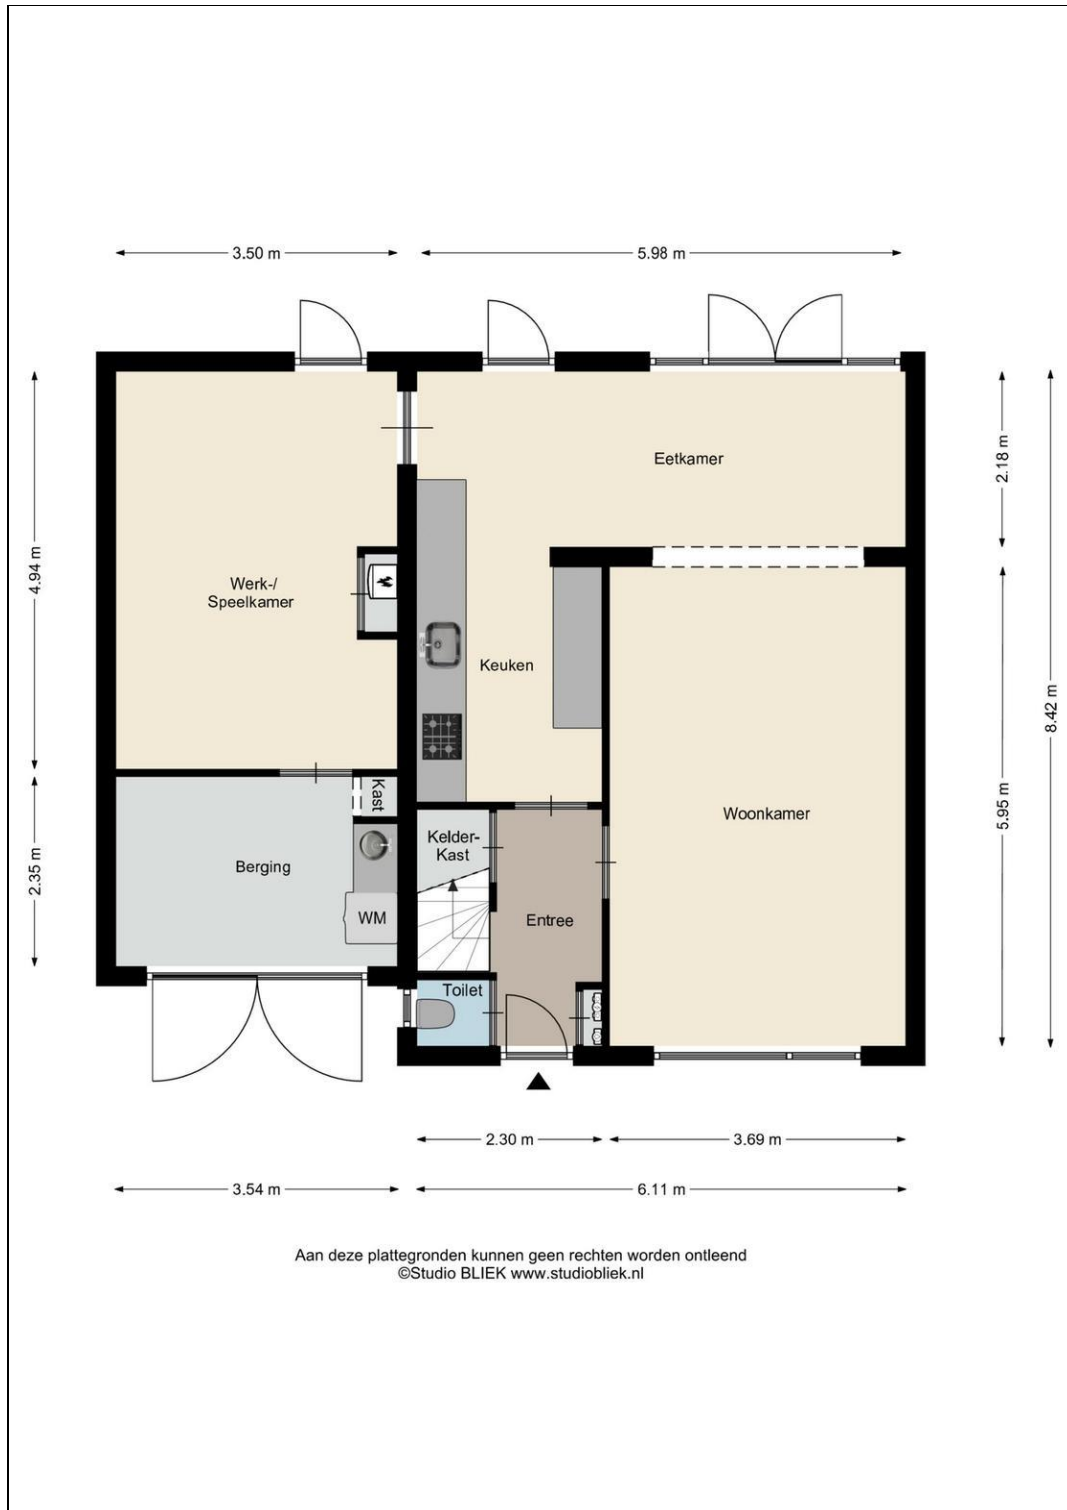 3.50 m
5.98 m
Eetkamer
2.18 m
4.94 m
Werk-/
Speelkamer
Keuken
8.42 m
Kast
Woonkamer
5.95 m
Kelder-
Kast
Berging
2.35 m
WM
Entree
Toilet
2.30 m
3.69 m
3.54 m
6.11 m
Aan deze plattegronden kunnen geen rechten worden ontleend
©Studio BLIEK www.studiobliek.nl